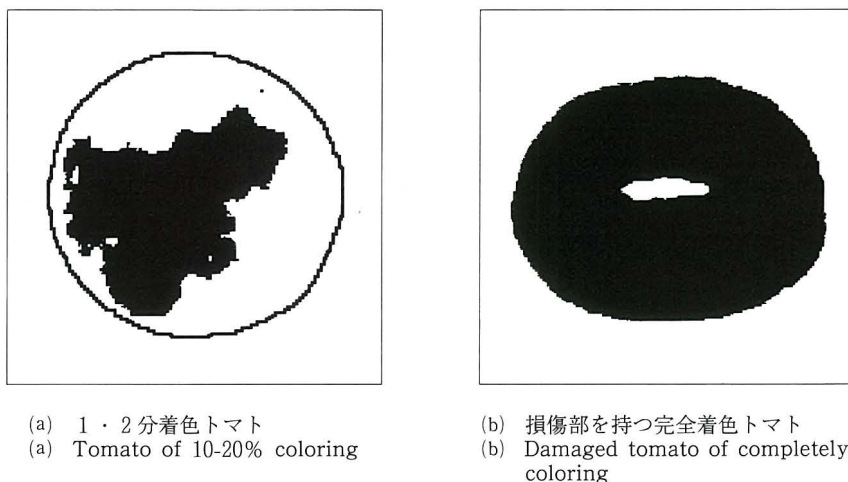 (a) 1・2分着色トマト
(a) Tomato of 10-20% coloring
(b) 損傷部を持つ完全着色トマト
(b) Damaged tomato of completely
coloring